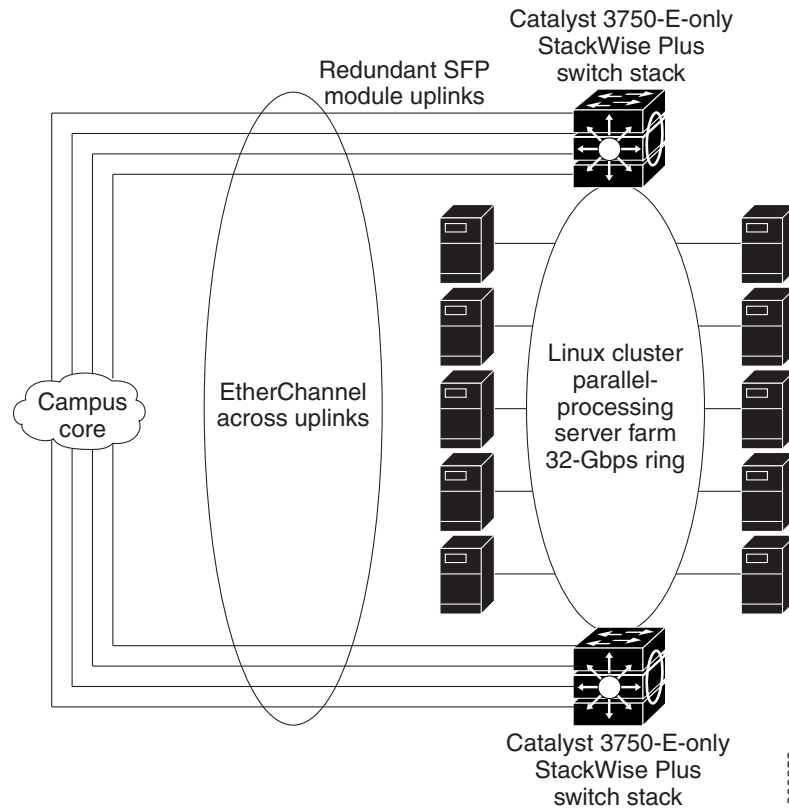 Catalyst 3750-E-only
StackWise Plus
switch stack
Redundant SFP
module uplinks
Campus
core
EtherChannel
across uplinks
Linux cluster
parallel-
processing
server farm
32-Gbps ring
Catalyst 3750-E-only
StackWise Plus
switch stack